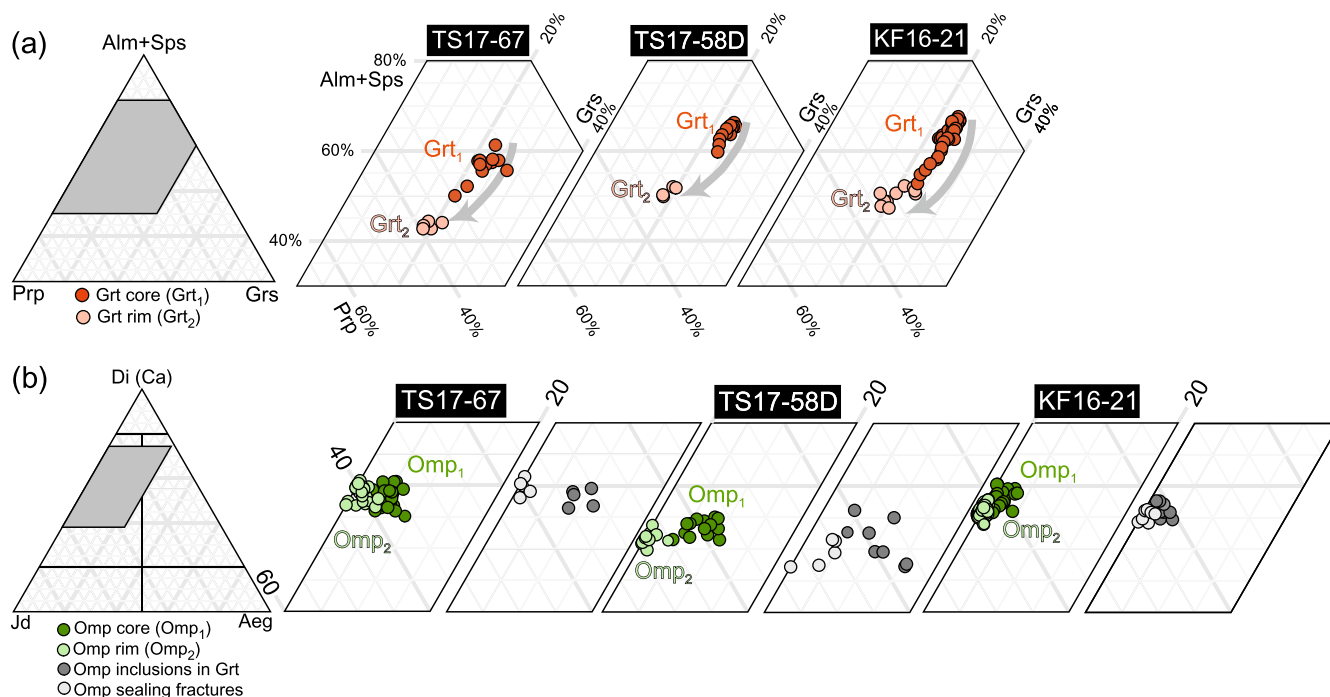 (a)
Alm+Sps
Prp
Grs
Grt core (Grt₁)
Grt rim (Grt₂)
TS17-67
20%
80%
Alm+Sps
60%
40%
Grt₁
Grt₂
Grs
40%
Prp
60%
40%
TS17-58D
20%
Grt₁
Grt₂
Grs
40%
60%
40%
KF16-21
20%
Grt₁
Grt₂
Grs
40%
60%
40%
(b)
Di (Ca)
Jd
Aeg
Omp core (Omp₁)
Omp rim (Omp₂)
Omp inclusions in Grt
Omp sealing fractures
TS17-67
20
40
60
Omp₁
Omp₂
TS17-58D
20
Omp₁
Omp₂
KF16-21
20
Omp₁
Omp₂